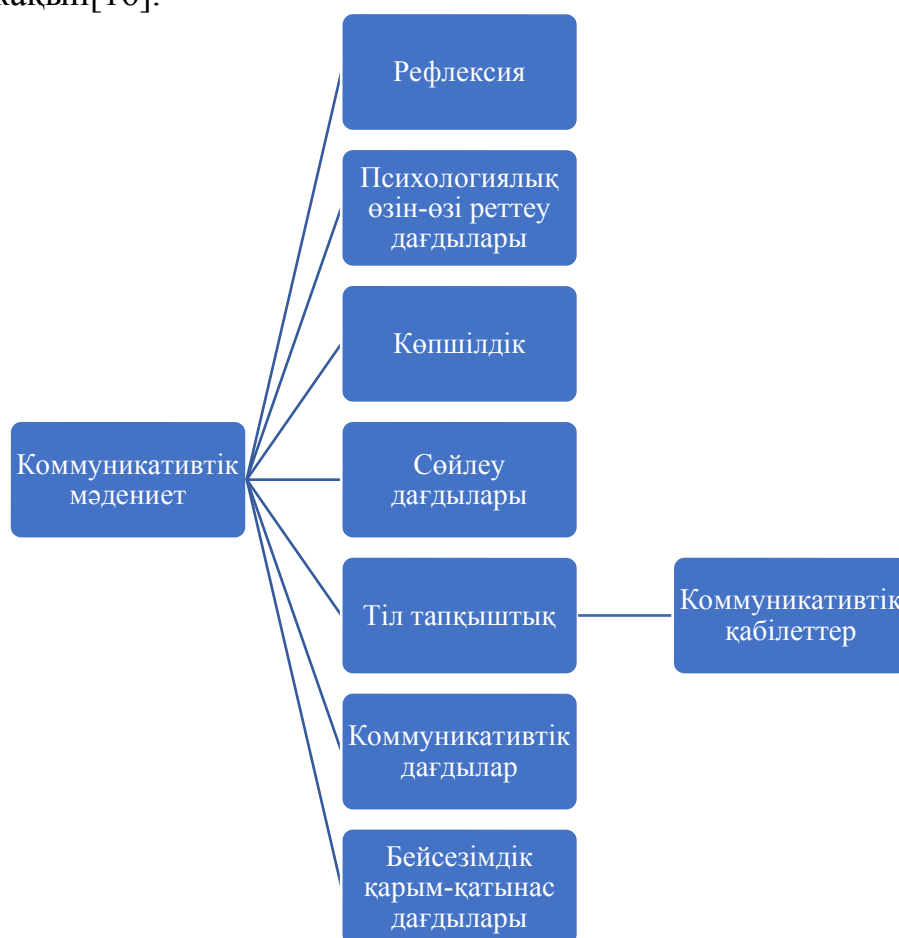 Рефлексия
Психологиялық
өзін-өзі реттеу
дағдылары
Көпшілдік
Коммуникативтік
мәдениет
Сөйлеу
дағдылары
Тіл тапқыштық
Коммуникативтік
қабілеттер
Коммуникативтік
дағдылар
Бейсезімдік
қарым-қатынас
дағдылары